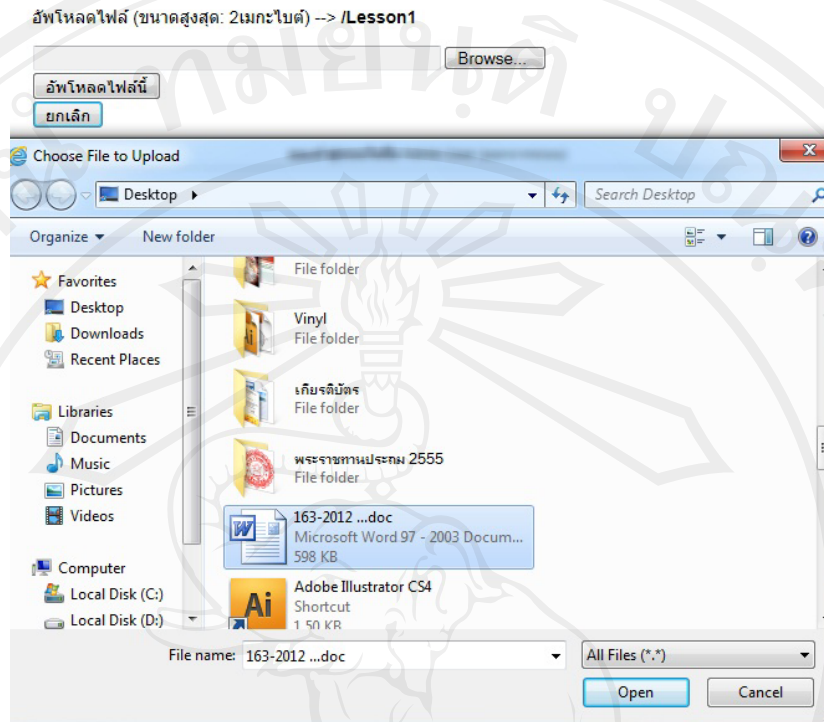 อัพโหลดไฟล์ (ขนาดสูงสุด: 2เมกะไบต์) --> /Lesson1
Browse...
อัพโหลดไฟล์นี้
ยกเลิก
Choose File to Upload
Desktop
Search Desktop
Organize
New folder
Favorites
Desktop
Downloads
Recent Places
Libraries
Documents
Music
Pictures
Videos
Computer
Local Disk (C:)
Local Disk (D:)
File folder
Vinyl
File folder
เกียรติบัตร
File folder
พระราชทานประถม 2555
File folder
163-2012 ...doc
Microsoft Word 97 - 2003 Docum...
598 KB
Adobe Illustrator CS4
Shortcut
1.50 KB
File name: 163-2012 ...doc
All Files (*.*)
Open
Cancel